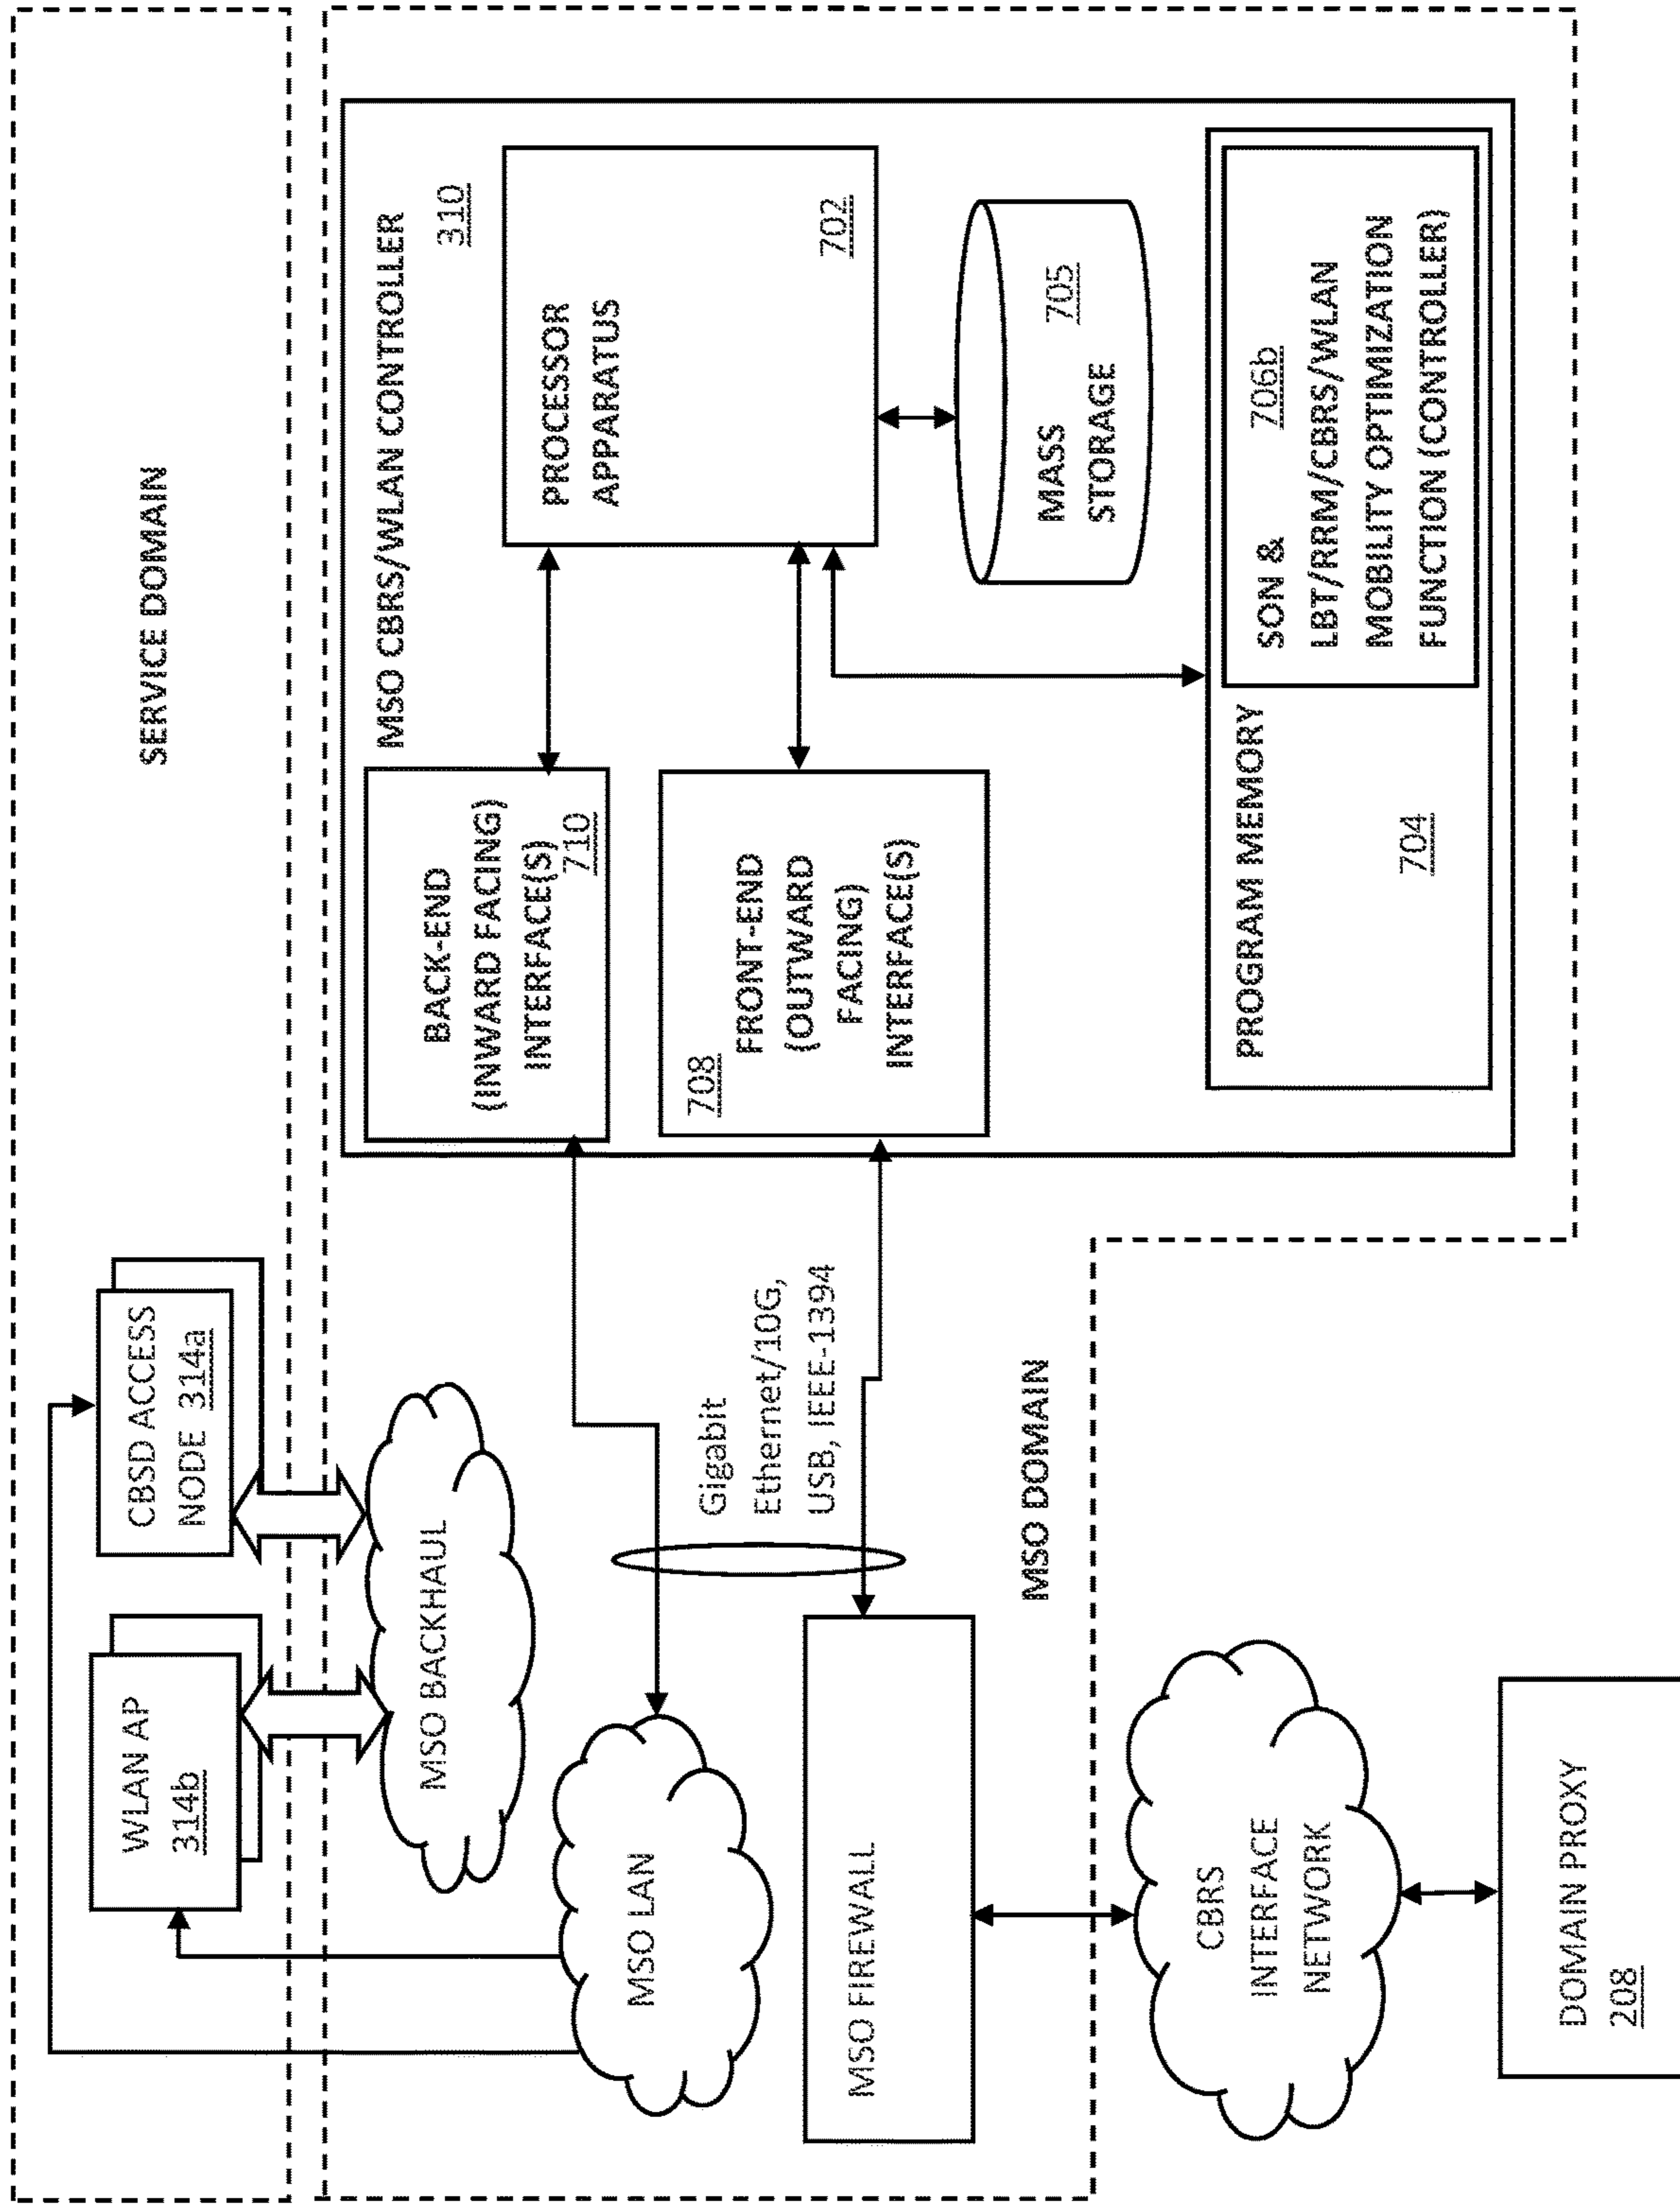 SERVICE DOMAIN
WLAN AP
314b
CBSD ACCESS
NODE 314a
MSO BACKHAUL
MSO LAN
Gigabit
Ethernet/10G,
USB, IEEE-1394
MSO FIREWALL
MSO DOMAIN
CBRS
INTERFACE
NETWORK
DOMAIN PROXY
208
MSO CBRS/WLAN CONTROLLER
310
BACK-END
(INWARD FACING)
INTERFACE(S)
710
708
FRONT-END
(OUTWARD
FACING)
INTERFACE(S)
PROCESSOR
APPARATUS
702
MASS
STORAGE
705
PROGRAM MEMORY
704
SON & 706b
LBT/RRM/CBRS/WLAN
MOBILITY OPTIMIZATION
FUNCTION (CONTROLLER)